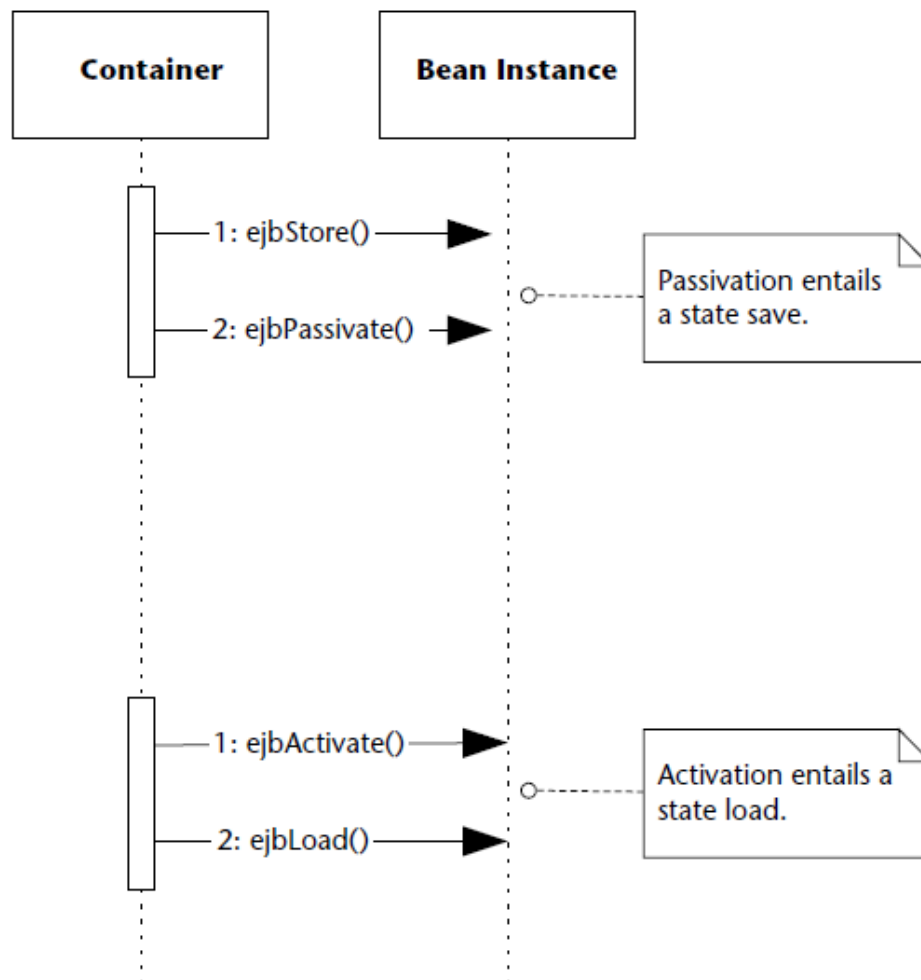 Container
Bean Instance
1: ejbStore()
Passivation entails
a state save.
2: ejbPassivate()
1: ejbActivate()
Activation entails a
state load.
2: ejbLoad()